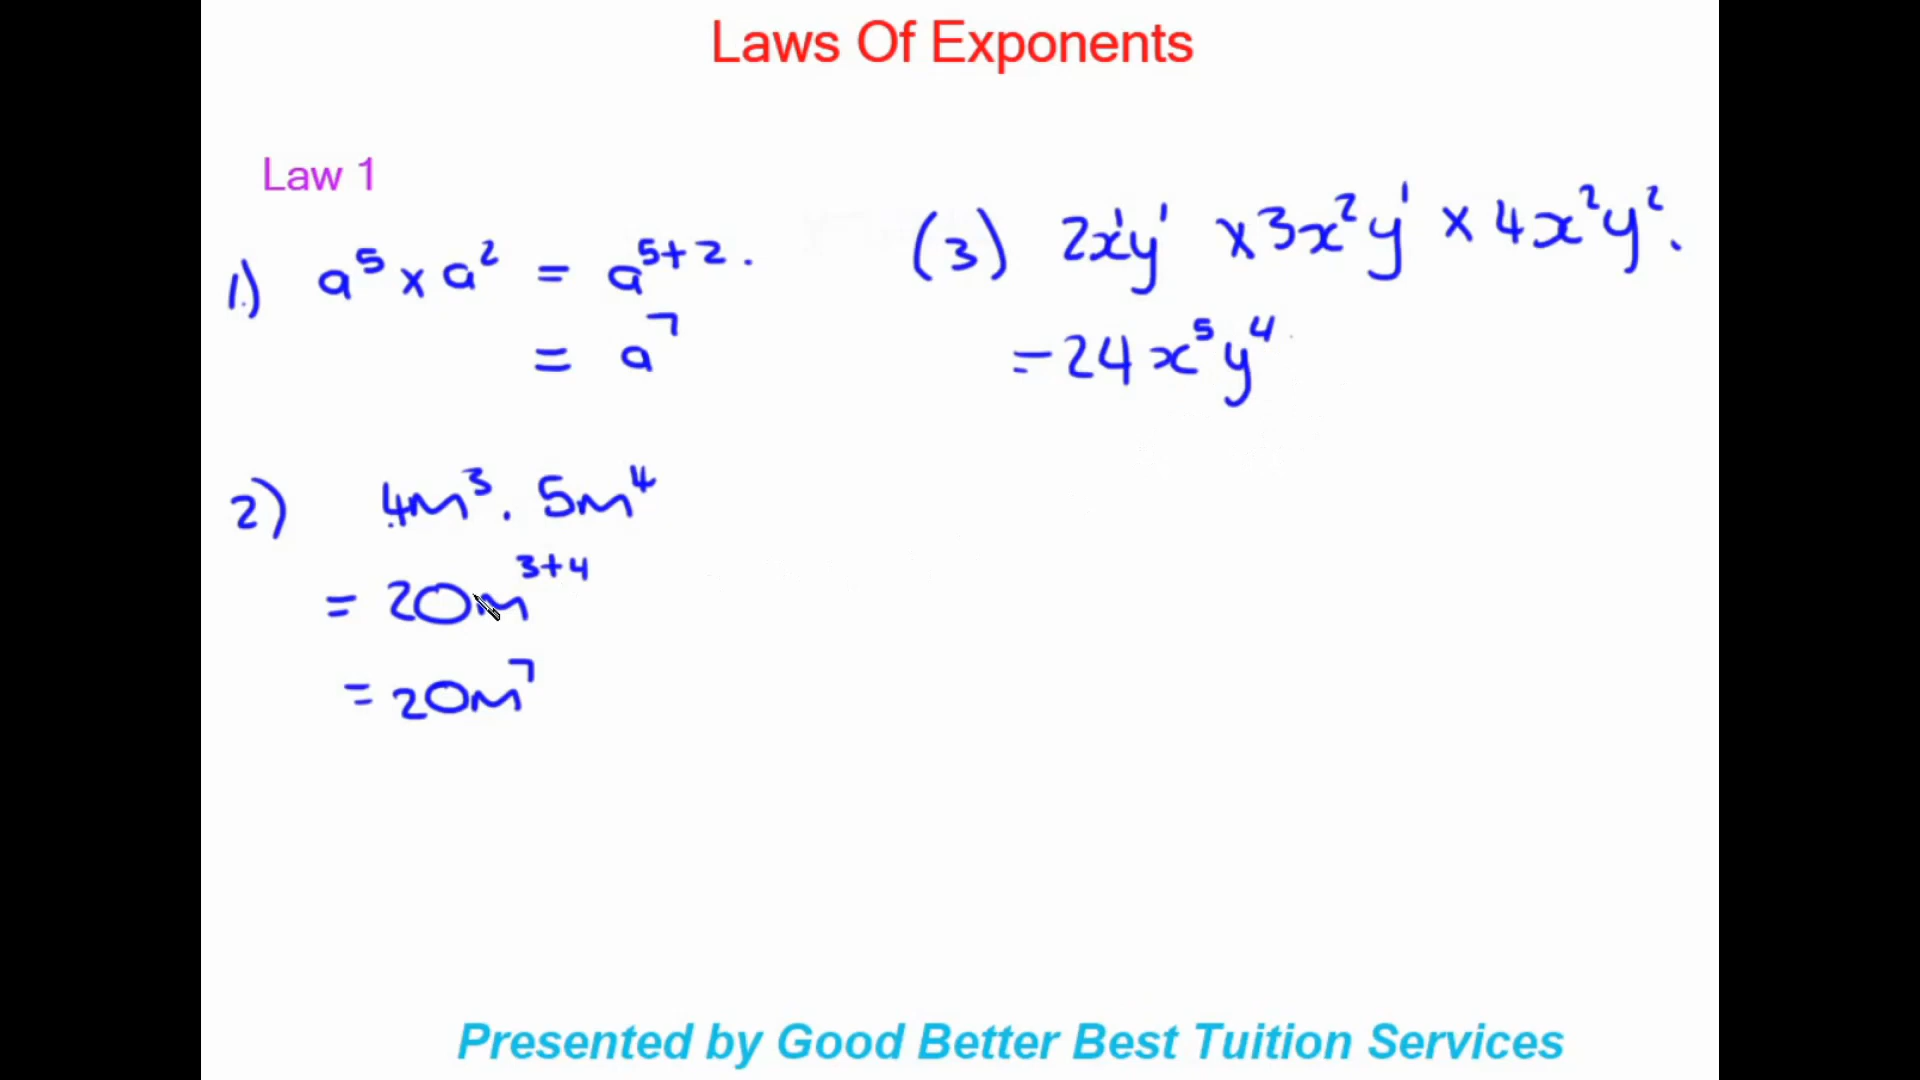 Laws Of Exponents
Law 1
1.) a⁵ × a² = a⁵⁺².
= a⁷
2) 4m³ . 5m⁴
= 20m³⁺⁴
= 20m⁷
(3) 2x¹y¹ × 3x²y¹ × 4x²y².
= 24x⁵y⁴
Presented by Good Better Best Tuition Services